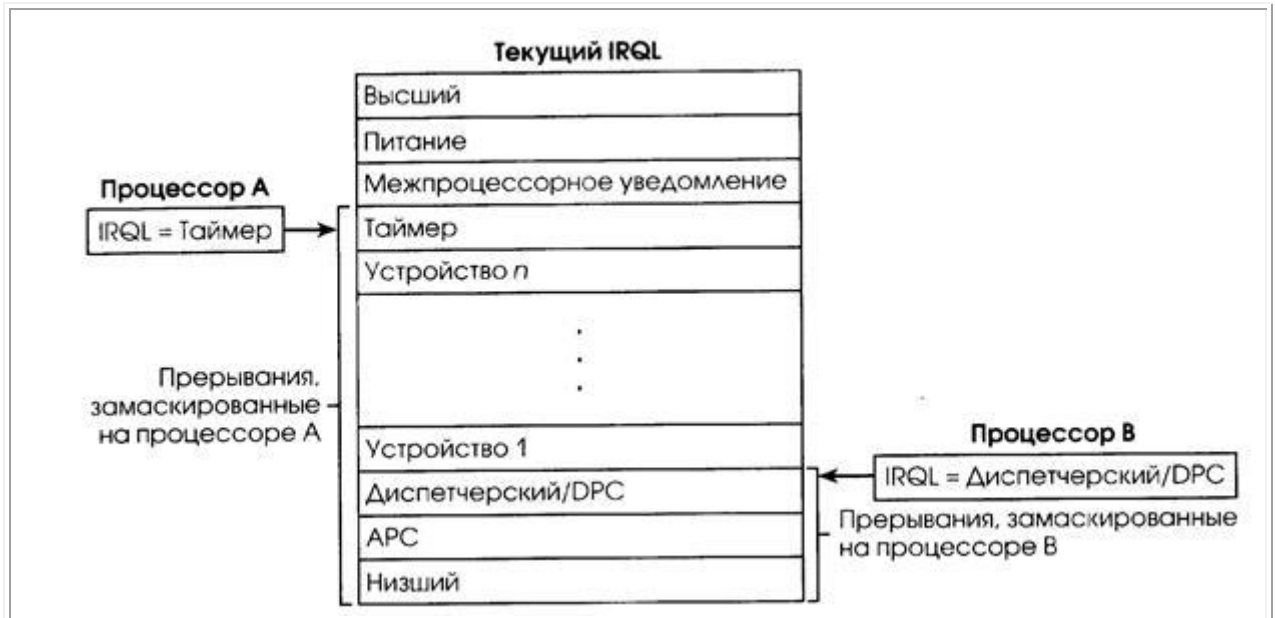 Текущий IRQL
Высший
Питание
Межпроцессорное уведомление
Процессор А
IRQL = Таймер
Таймер
Устройство n
Прерывания,
замаскированные
на процессоре А
Устройство 1
Процессор В
IRQL = Диспетчерский/DPC
Диспетчерский/DPC
Прерывания, замаскированные
на процессоре В
APC
Низший